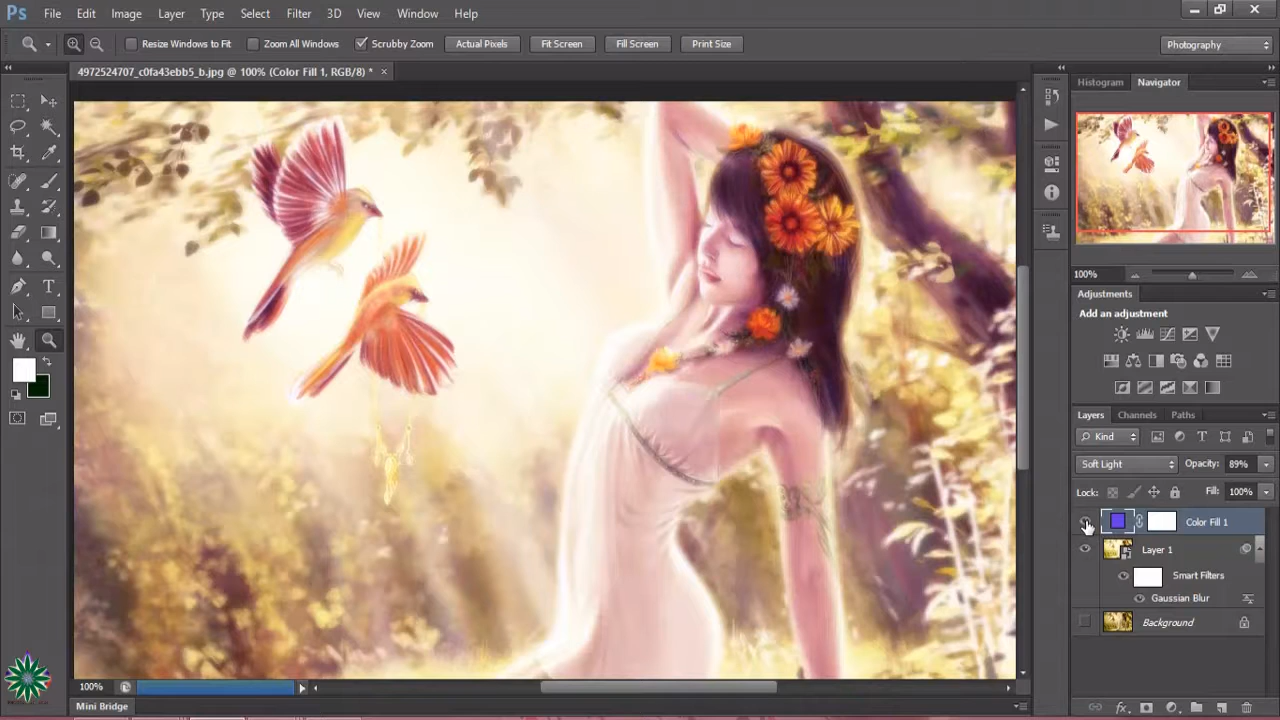 Ps File Edit Image Layer Type Select Filter 3D View Window Help
Resize Windows to Fit Zoom All Windows Scrubby Zoom Actual Pixels Fit Screen Fill Screen Print Size Photography
4972524707_c0fa43ebb5_b.jpg @ 100% (Color Fill 1, RGB/8) * ×
Histogram Navigator
100%
Adjustments
Add an adjustment
Layers Channels Paths
Kind T
Soft Light Opacity: 89%
Lock: Fill: 100%
Color Fill 1
Layer 1
Smart Filters
Gaussian Blur
Background
100%
Mini Bridge
fx